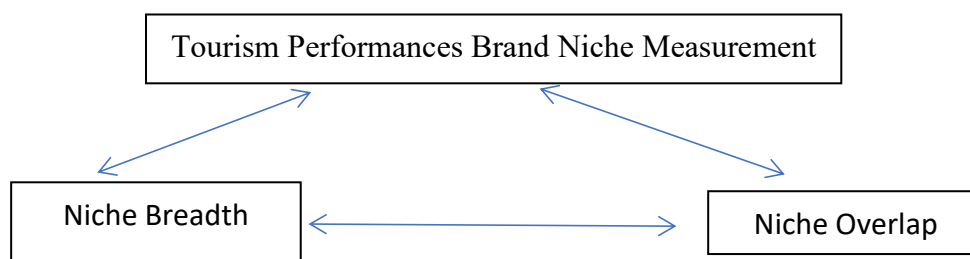 Tourism Performances Brand Niche Measurement
Niche Breadth
Niche Overlap